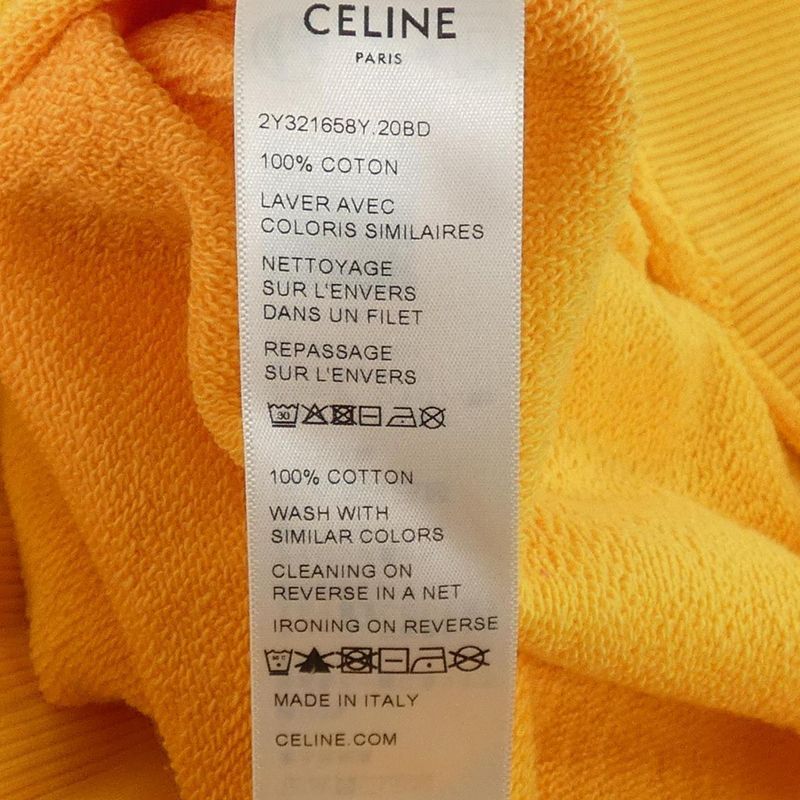 CELINE
PARIS
2Y321658Y.20BD
100% COTON
LAVER AVEC
COLORIS SIMILAIRES
NETTOYAGE
SUR L'ENVERS
DANS UN FILET
REPASSAGE
SUR L'ENVERS
30
100% COTTON
WASH WITH
SIMILAR COLORS
CLEANING ON
REVERSE IN A NET
IRONING ON REVERSE
MADE IN ITALY
CELINE.COM